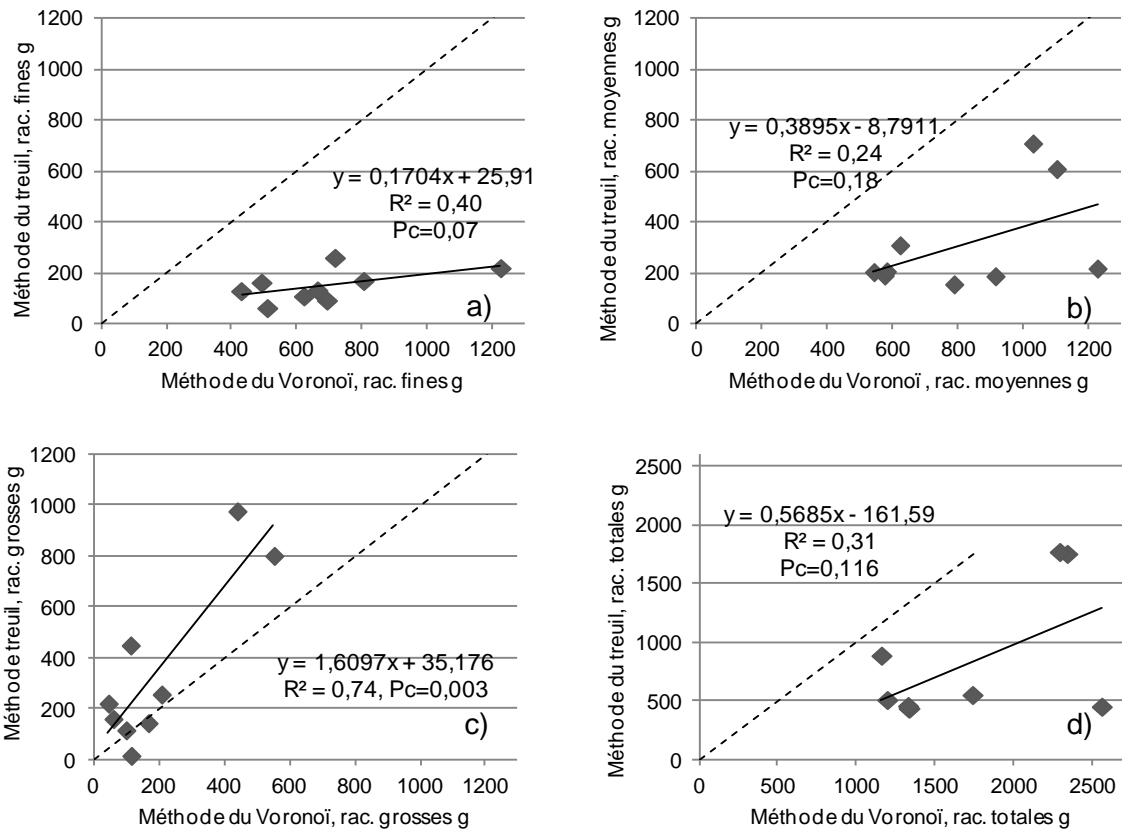 1200
1000
800
600
400
200
0
Méthode du treuil, rac. fines g
y = 0,1704x + 25,91
R² = 0,40
Pc=0,07
a)
0 200 400 600 800 1000 1200
Méthode du Voronoï, rac. fines g
1200
1000
800
600
400
200
0
Méthode du treuil, rac. moyennes g
y = 0,3895x - 8,7911
R² = 0,24
Pc=0,18
b)
0 200 400 600 800 1000 1200
Méthode du Voronoï , rac. moyennes g
1200
1000
800
600
400
200
0
Méthode treuil, rac. grosses g
y = 1,6097x + 35,176
R² = 0,74, Pc=0,003
c)
0 200 400 600 800 1000 1200
Méthode du Voronoï, rac. grosses g
2500
2000
1500
1000
500
0
Méthode du treuil, rac. totales g
y = 0,5685x - 161,59
R² = 0,31
Pc=0,116
d)
0 500 1000 1500 2000 2500
Méthode du Voronoï, rac. totales g